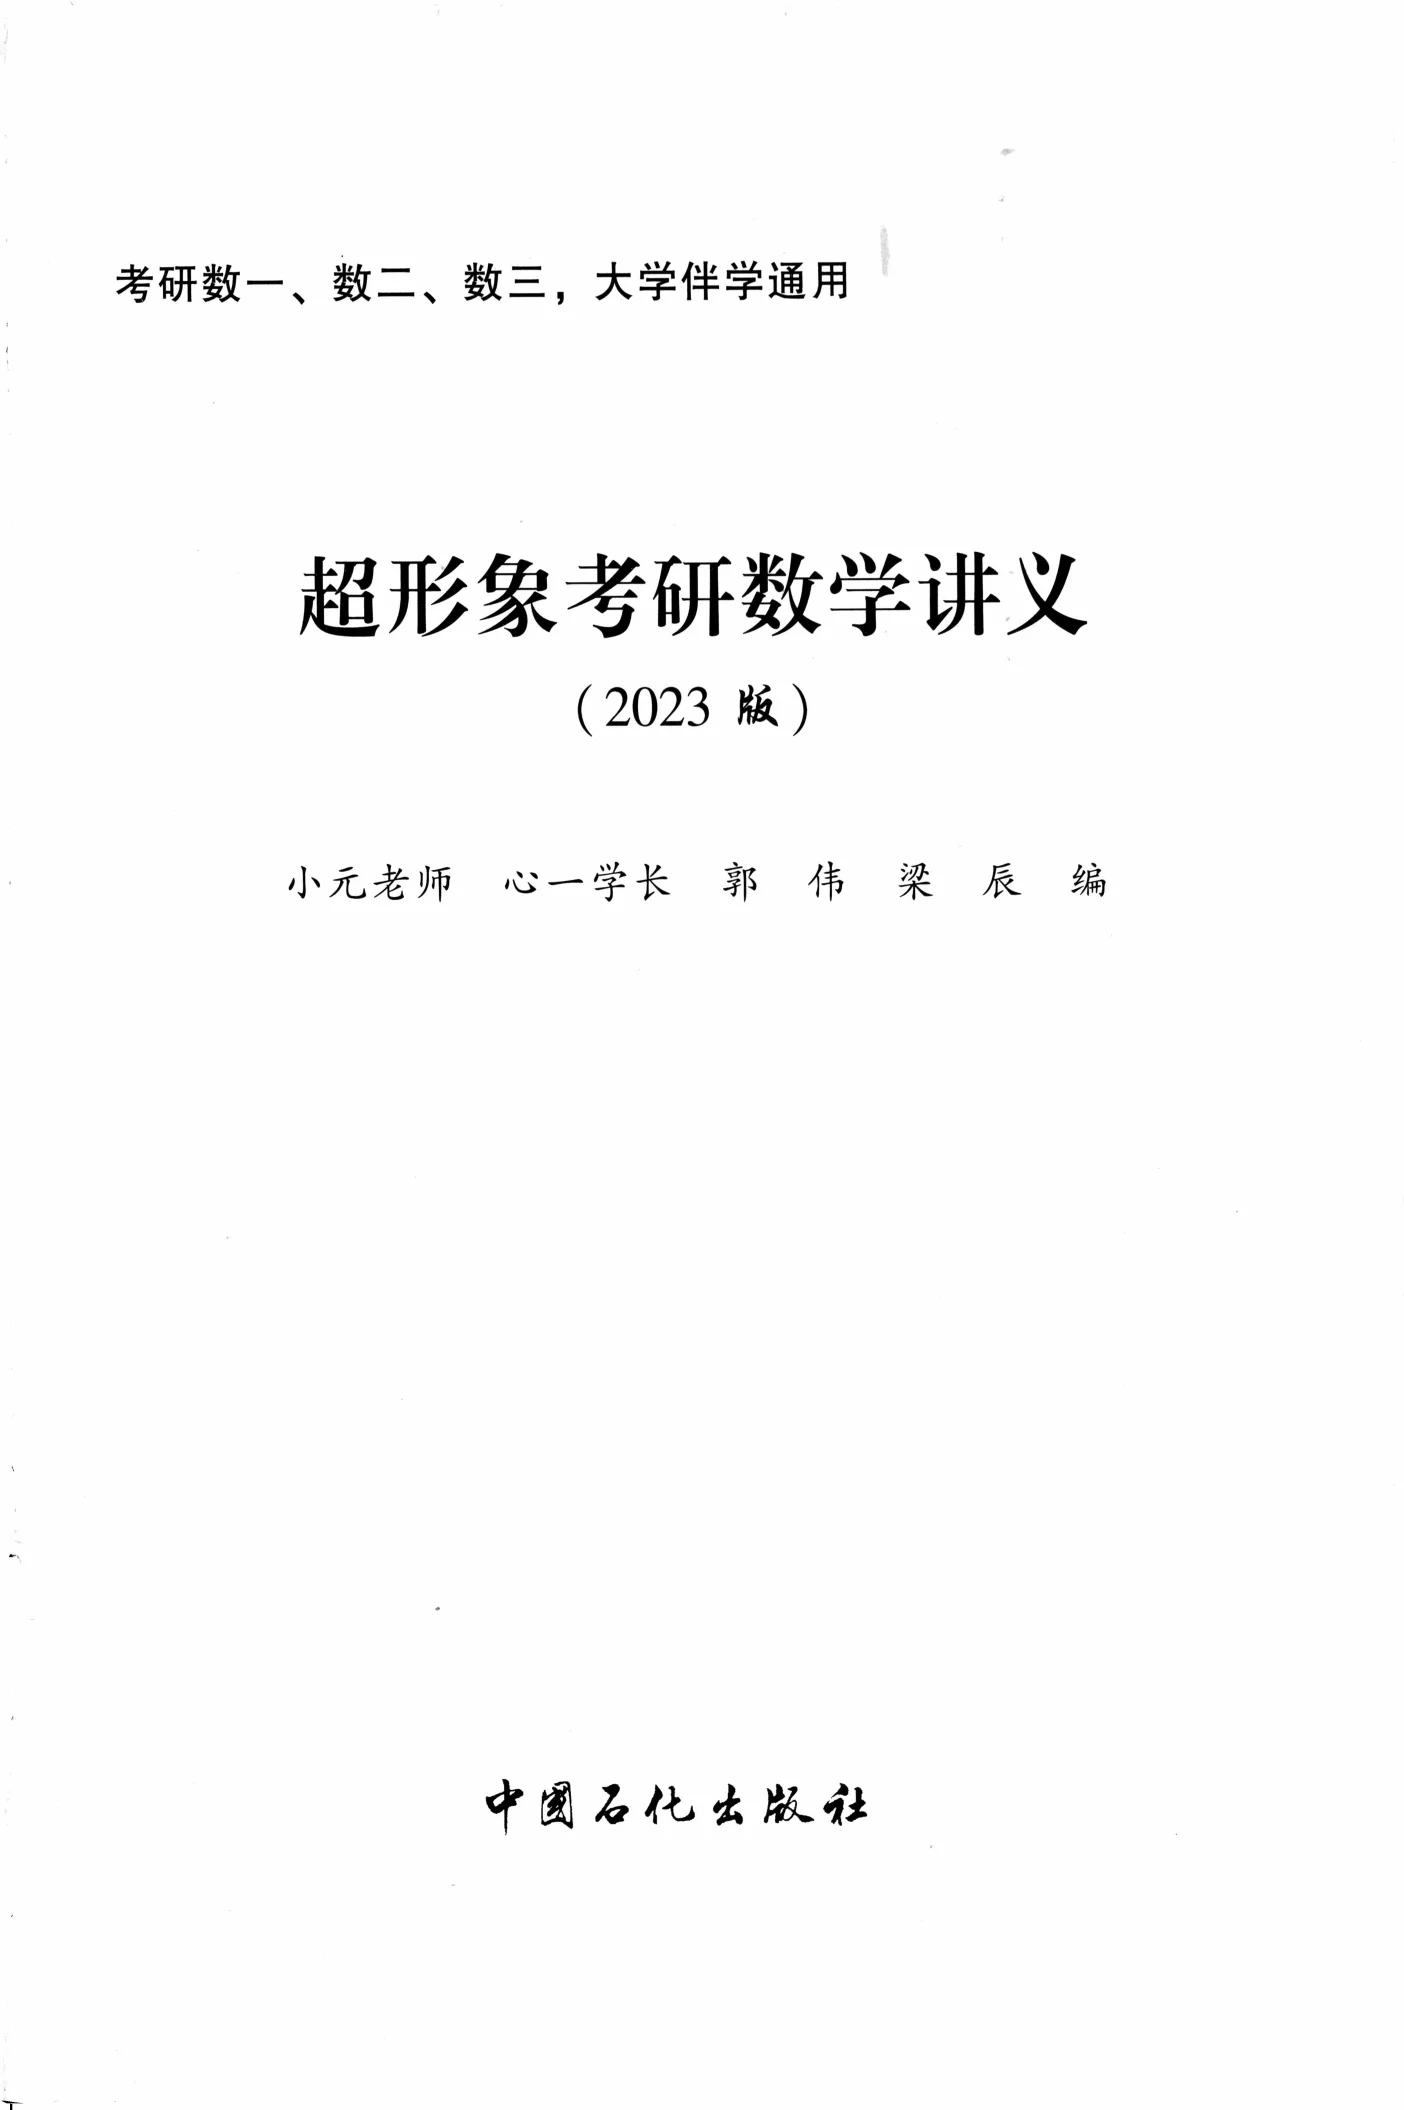 考研数一、数二、数三，大学伴学通用
超形象考研数学讲义
（2023 版）
小元老师 心一学长 郭 伟 梁 辰 编
中国石化出版社